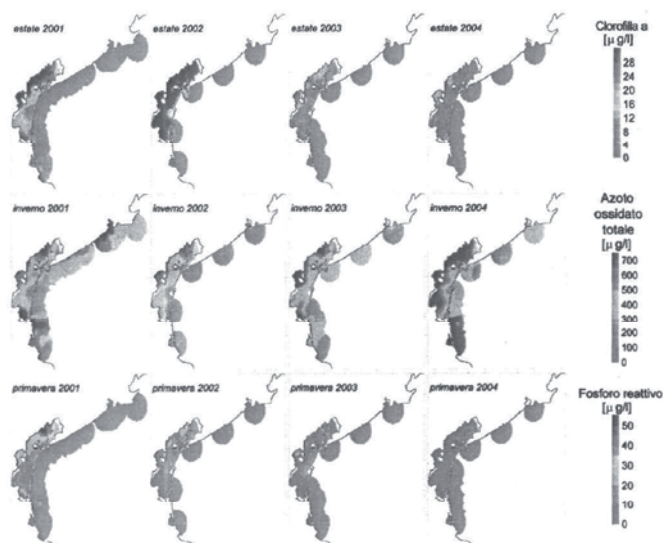 estate 2001
estate 2002
estate 2003
estate 2004
Clorofilla a
[µ g/l]
28
24
20
16
12
8
4
0
inverno 2001
inverno 2002
inverno 2003
inverno 2004
Azoto
ossidato
totale
[µ g/l]
700
600
500
400
300
200
100
0
primavera 2001
primavera 2002
primavera 2003
primavera 2004
Fosforo reattivo
[µ g/l]
50
40
30
20
10
0